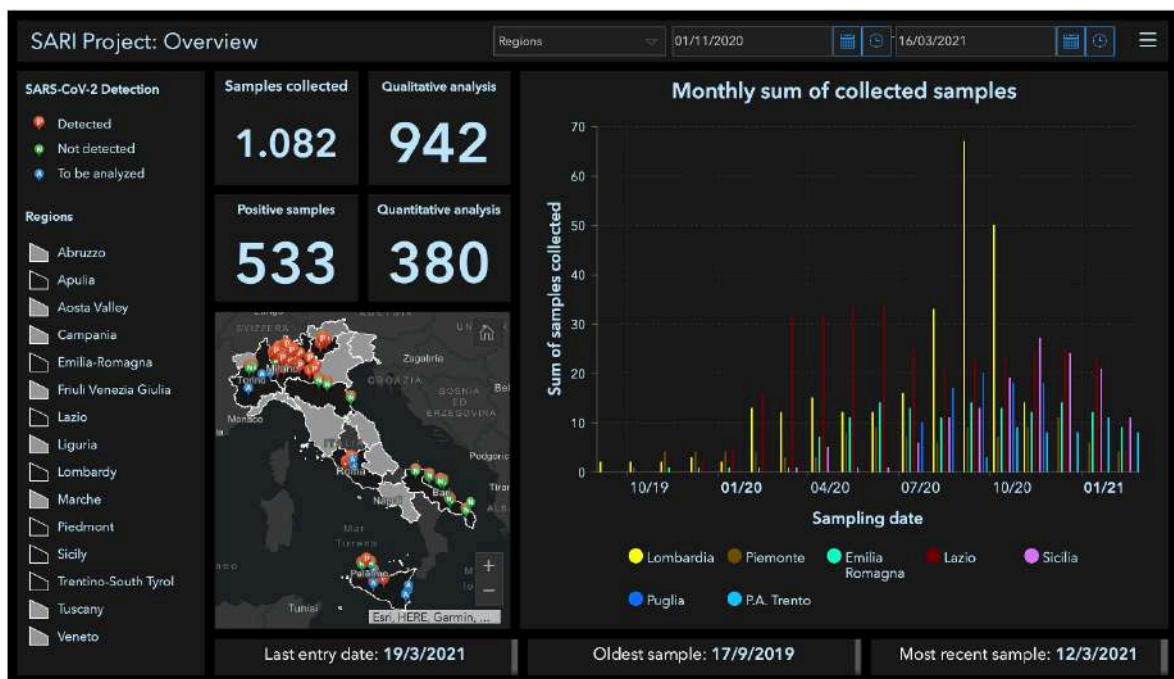 SARI Project: Overview
Regions
01/11/2020
16/03/2021
SARS-CoV-2 Detection
P Detected
N Not detected
A To be analyzed
Regions
Abruzzo
Apulia
Aosta Valley
Campania
Emilia-Romagna
Friuli Venezia Giulia
Lazio
Liguria
Lombardy
Marche
Piedmont
Sicily
Trentino-South Tyrol
Tuscany
Veneto
Samples collected
1.082
Qualitative analysis
942
Positive samples
533
Quantitative analysis
380
SVIZZERA
Zagabria
Milano
Torino
CROAZIA
BOSNIA
ED
ERZEGOVINA
Monaco
Podgoric
Roma
Tiran
Bari
Napoli
Mar
Tirreno
Palermo
Tunisi
+
−
Esri, HERE, Garmin, ...
Monthly sum of collected samples
Sum of samples collected
70
60
50
40
30
20
10
0
10/19
01/20
04/20
07/20
10/20
01/21
Sampling date
Lombardia
Piemonte
Emilia
Romagna
Lazio
Sicilia
Puglia
P.A. Trento
Last entry date: 19/3/2021
Oldest sample: 17/9/2019
Most recent sample: 12/3/2021